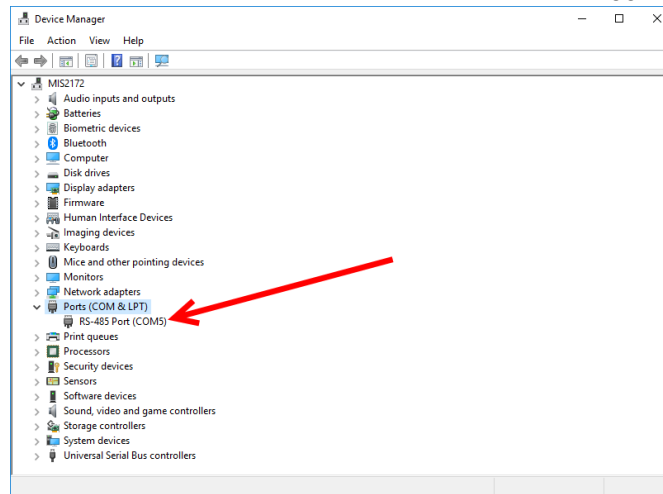 Device Manager
File Action View Help
MIS2172
Audio inputs and outputs
Batteries
Biometric devices
Bluetooth
Computer
Disk drives
Display adapters
Firmware
Human Interface Devices
Imaging devices
Keyboards
Mice and other pointing devices
Monitors
Network adapters
Ports (COM & LPT)
RS-485 Port (COM5)
Print queues
Processors
Security devices
Sensors
Software devices
Sound, video and game controllers
Storage controllers
System devices
Universal Serial Bus controllers